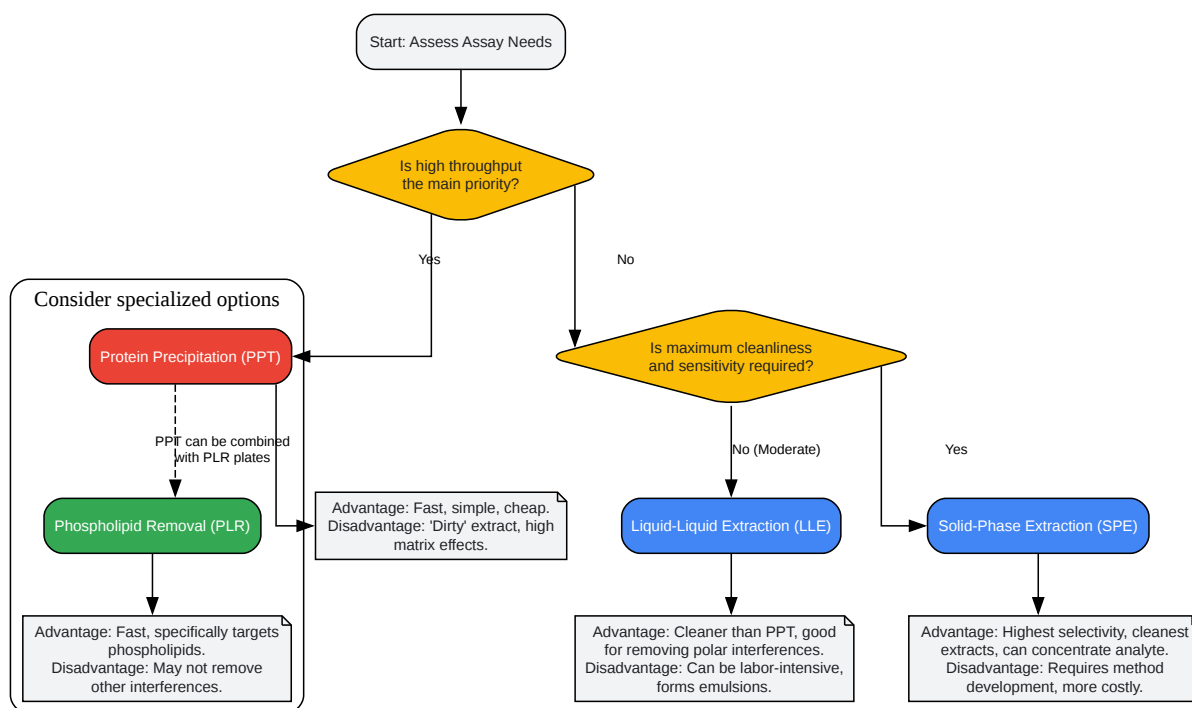 Start: Assess Assay Needs
Is high throughput
the main priority?
Yes
No
Consider specialized options
Protein Precipitation (PPT)
Is maximum cleanliness
and sensitivity required?
PPT can be combined
with PLR plates
No (Moderate)
Yes
Phospholipid Removal (PLR)
Advantage: Fast, simple, cheap.
Disadvantage: 'Dirty' extract, high
matrix effects.
Liquid-Liquid Extraction (LLE)
Solid-Phase Extraction (SPE)
Advantage: Fast, specifically targets
phospholipids.
Disadvantage: May not remove
other interferences.
Advantage: Cleaner than PPT, good
for removing polar interferences.
Disadvantage: Can be labor-intensive,
forms emulsions.
Advantage: Highest selectivity, cleanest
extracts, can concentrate analyte.
Disadvantage: Requires method
development, more costly.